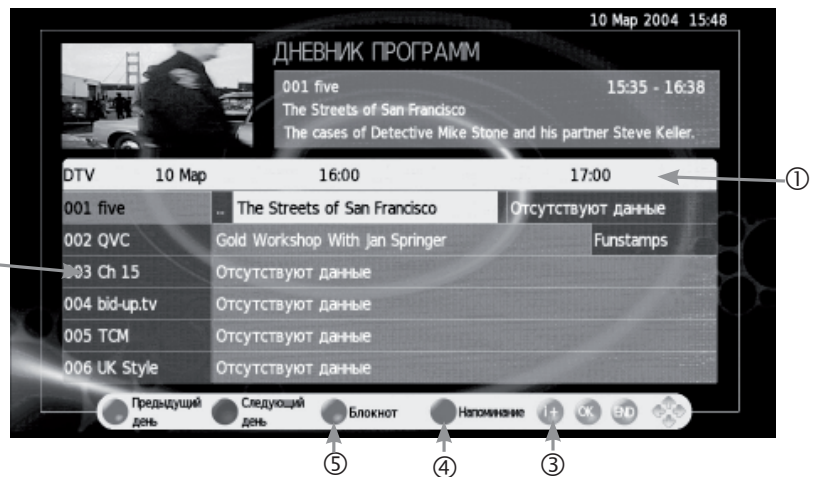 10 Мар 2004 15:48
ДНЕВНИК ПРОГРАММ
001 five 15:35 - 16:38
The Streets of San Francisco
The cases of Detective Mike Stone and his partner Steve Keller.
DTV 10 Мар 16:00 17:00
①
001 five .. The Streets of San Francisco Отсутствуют данные
002 QVC Gold Workshop With Jan Springer Funstamps
003 Ch 15 Отсутствуют данные
004 bid-up.tv Отсутствуют данные
005 TCM Отсутствуют данные
006 UK Style Отсутствуют данные
Предыдущий Следующий
день день Блокнот Напоминание i+ OK END
⑤ ④ ③